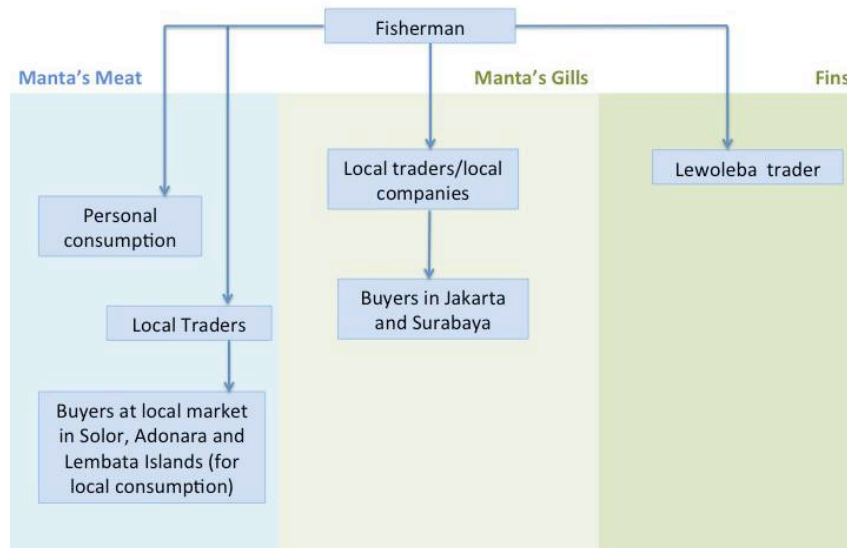 Fisherman
Manta's Meat
Manta's Gills
Fins
Personal
consumption
Local Traders
Buyers at local market
in Solor, Adonara and
Lembata Islands (for
local consumption)
Local traders/local
companies
Buyers in Jakarta
and Surabaya
Lewoleba trader